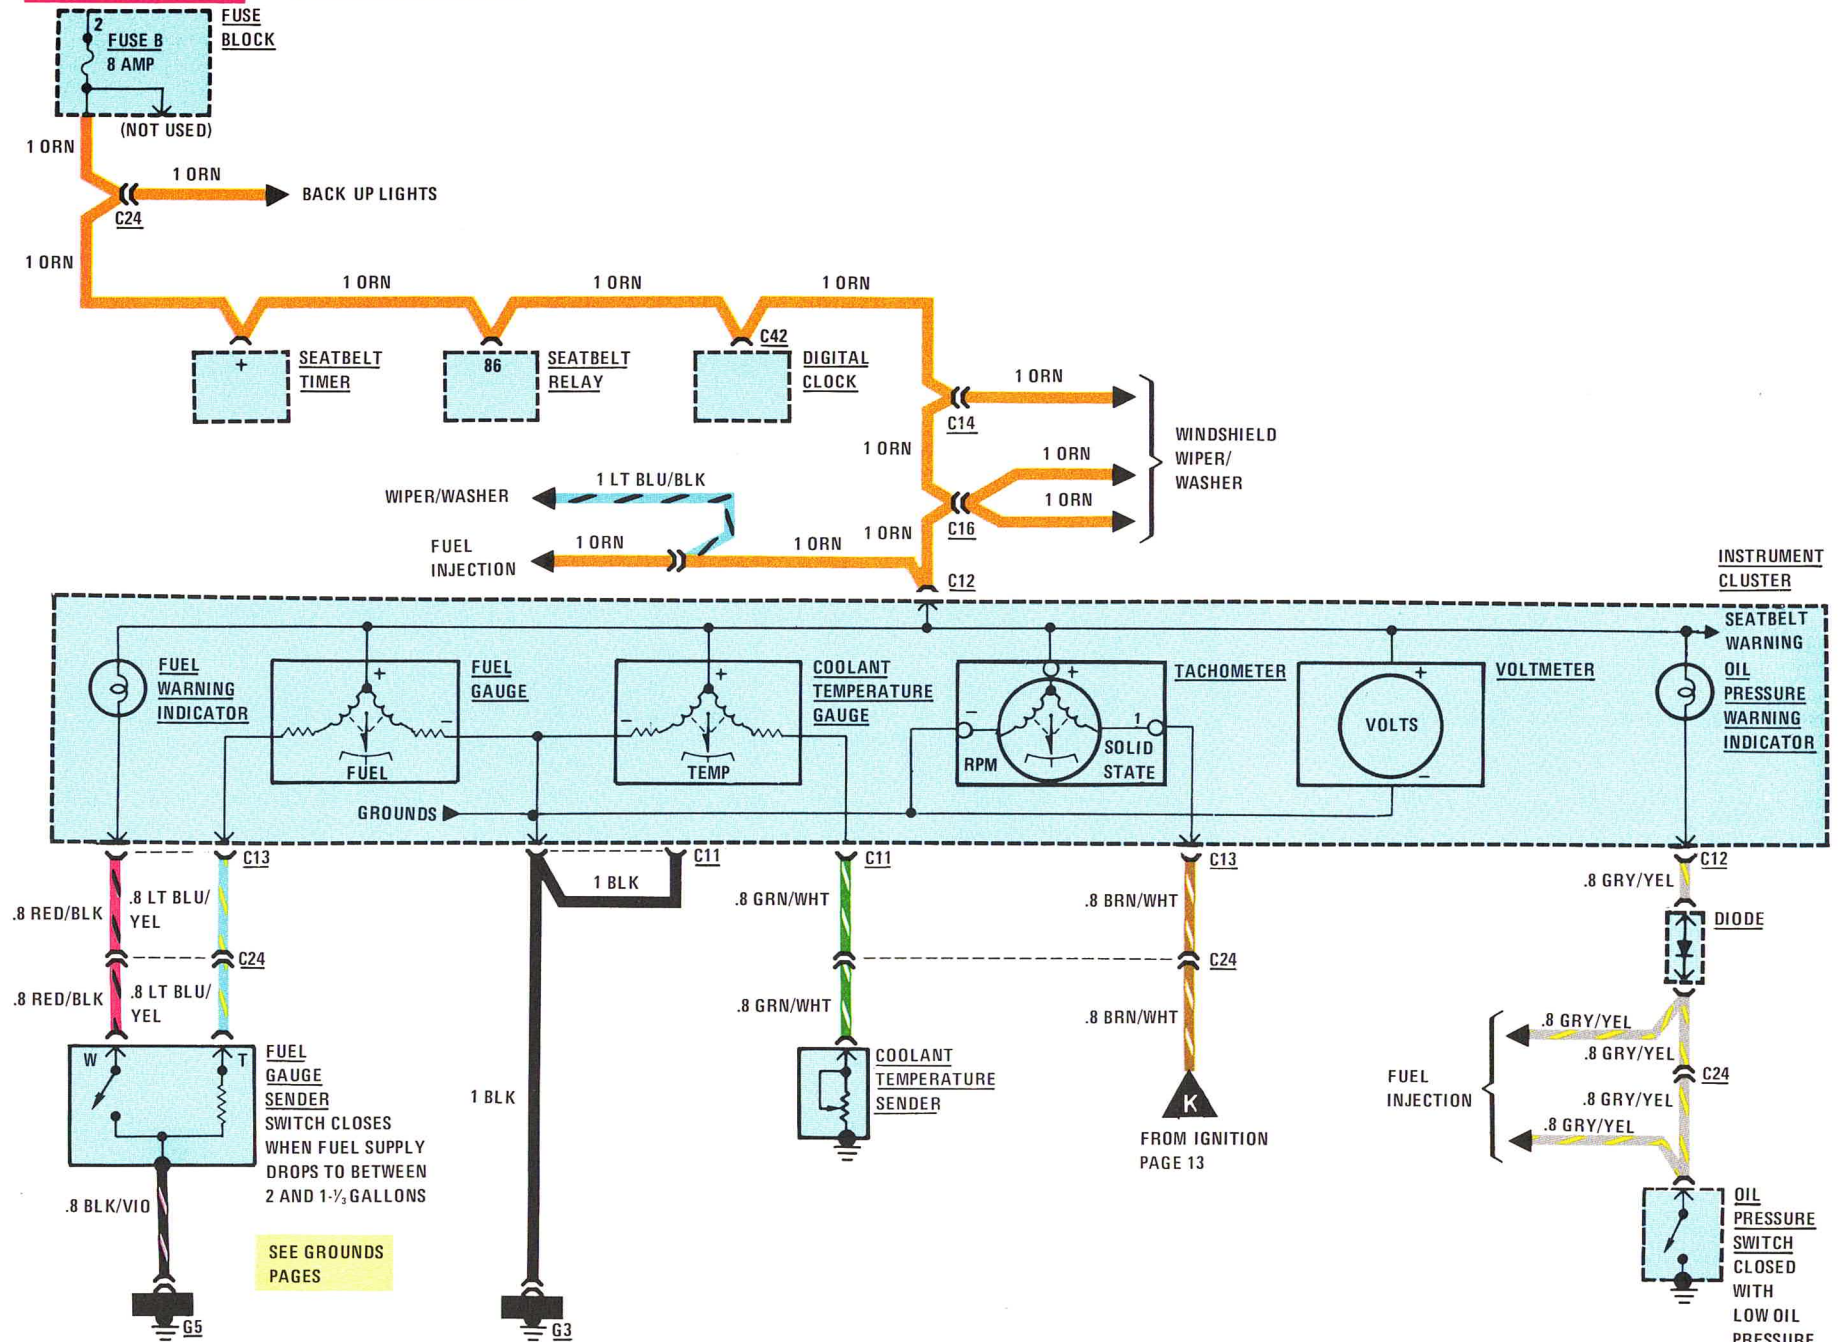 2
FUSE B
8 AMP
FUSE
BLOCK
(NOT USED)
1 ORN
1 ORN
BACK UP LIGHTS
C24
1 ORN
1 ORN
1 ORN
1 ORN
+
SEATBELT
TIMER
86
SEATBELT
RELAY
C42
DIGITAL
CLOCK
1 ORN
C14
1 ORN
1 ORN
1 ORN
C16
WINDSHIELD
WIPER/
WASHER
WIPER/WASHER
1 LT BLU/BLK
FUEL
INJECTION
1 ORN
1 ORN
1 ORN
C12
INSTRUMENT
CLUSTER
SEATBELT
WARNING
FUEL
WARNING
INDICATOR
+
−
FUEL
FUEL
GAUGE
+
−
TEMP
COOLANT
TEMPERATURE
GAUGE
+
−
1
RPM
SOLID
STATE
TACHOMETER
+
VOLTS
−
VOLTMETER
OIL
PRESSURE
WARNING
INDICATOR
GROUNDS
C13
C11
C11
C13
C12
.8 RED/BLK
.8 LT BLU/
YEL
1 BLK
.8 GRN/WHT
.8 BRN/WHT
.8 GRY/YEL
DIODE
C24
C24
.8 RED/BLK
.8 LT BLU/
YEL
.8 GRN/WHT
.8 BRN/WHT
.8 GRY/YEL
.8 GRY/YEL
C24
FUEL
INJECTION
.8 GRY/YEL
.8 GRY/YEL
W
T
FUEL
GAUGE
SENDER
SWITCH CLOSES
WHEN FUEL SUPPLY
DROPS TO BETWEEN
2 AND 1-⅓ GALLONS
1 BLK
COOLANT
TEMPERATURE
SENDER
K
FROM IGNITION
PAGE 13
.8 BLK/VIO
SEE GROUNDS
PAGES
G5
G3
OIL
PRESSURE
SWITCH
CLOSED
WITH
LOW OIL
PRESSURE